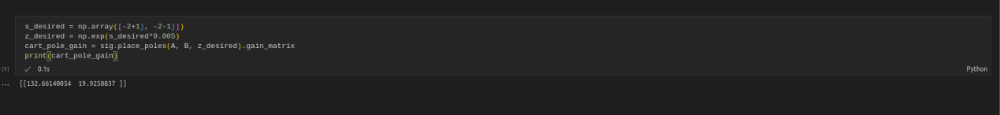 s_desired = np.array([-2+1j, -2-1j])
z_desired = np.exp(s_desired*0.005)
cart_pole_gain = sig.place_poles(A, B, z_desired).gain_matrix
print(cart_pole_gain)
[9] ✓ 0.1s Python
... [[132.66140054  19.9250837 ]]